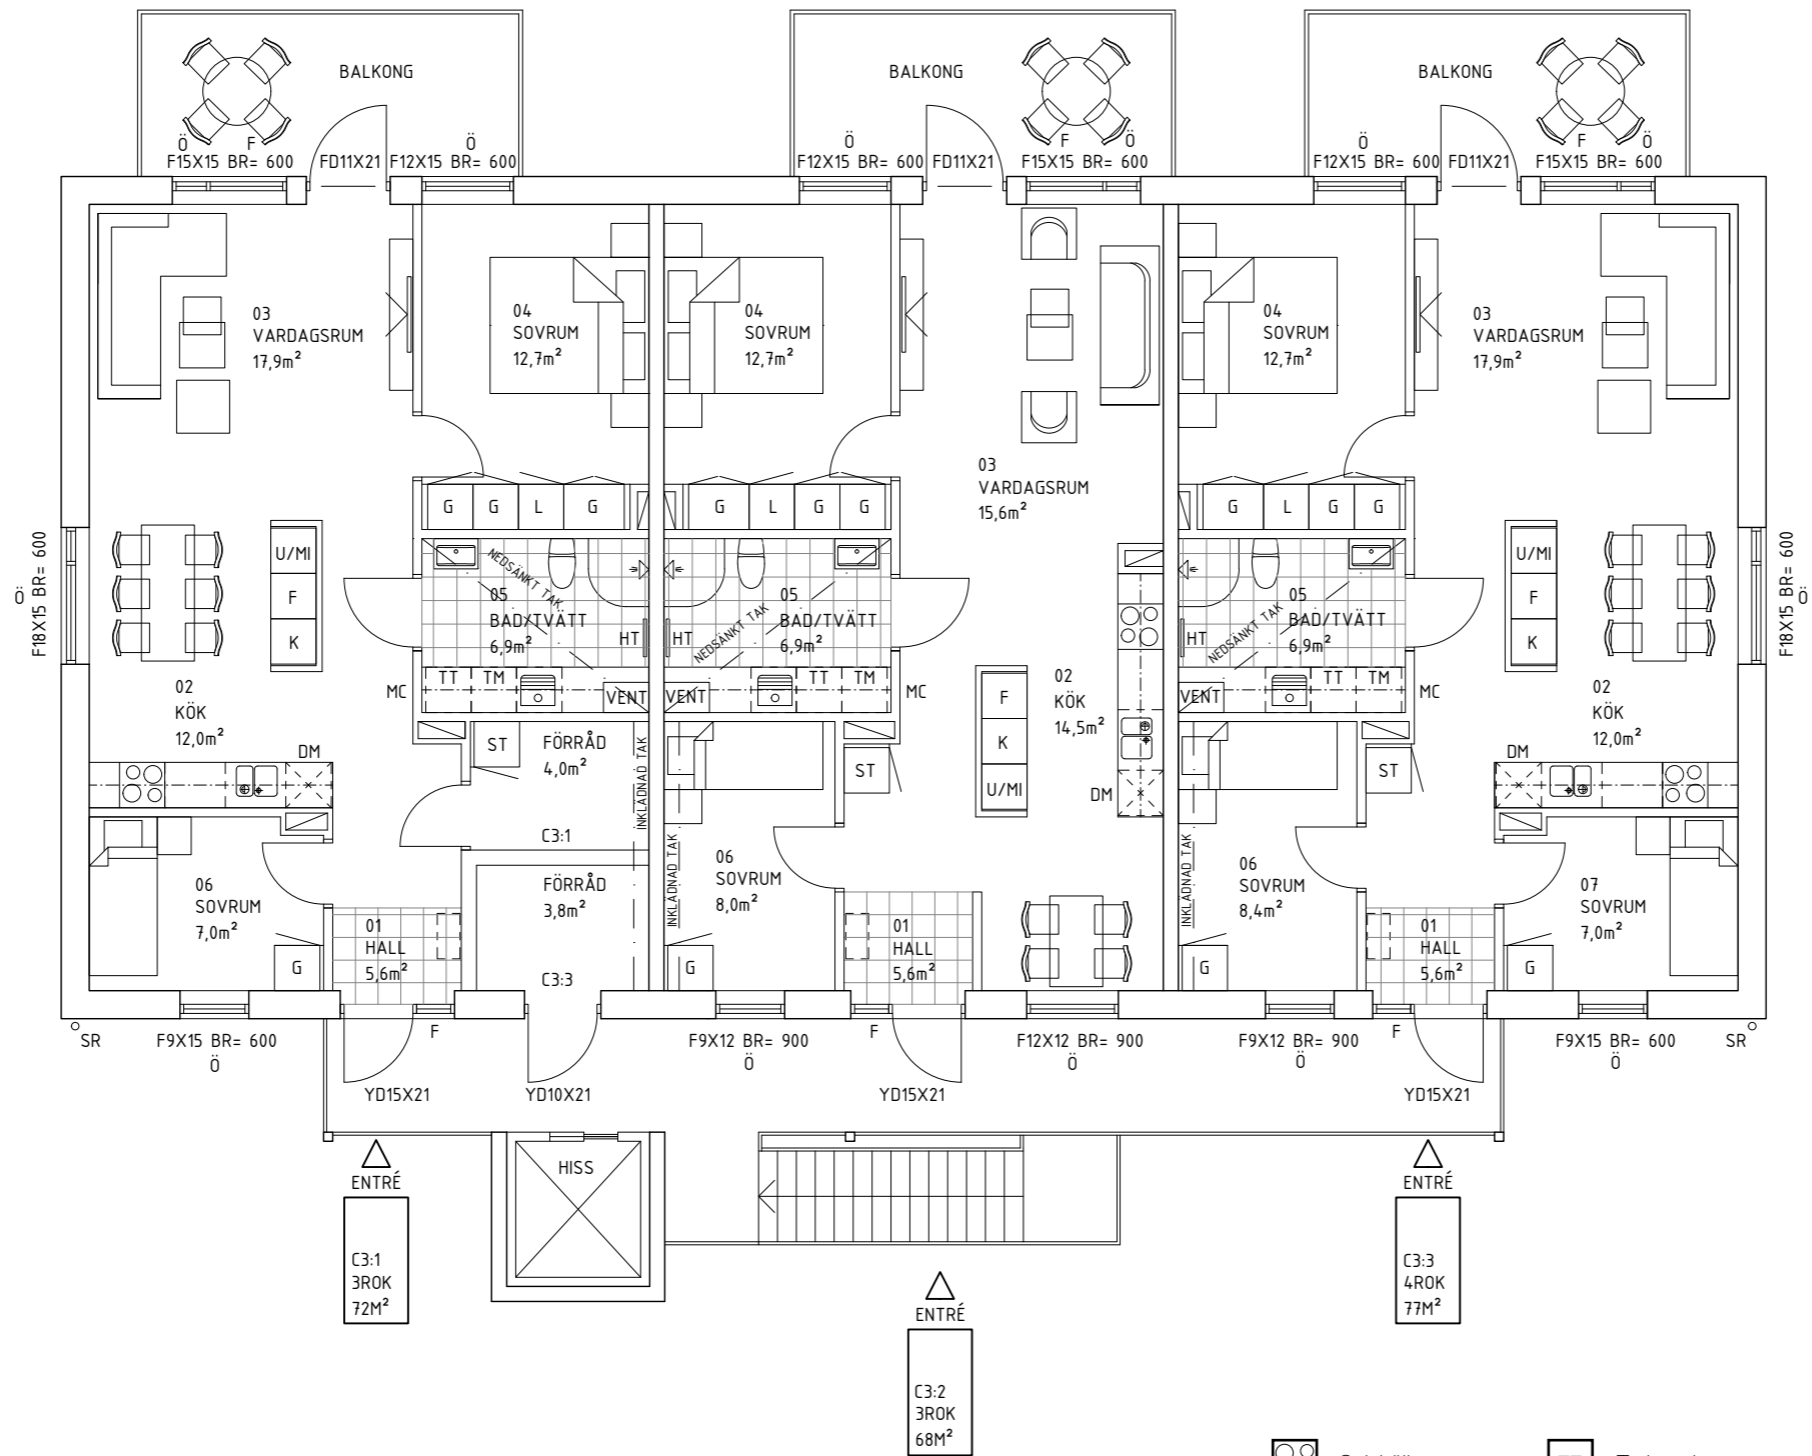 BALKONG
BALKONG
BALKONG
Ö F
F15X15 BR= 600
FD11X21
Ö
F12X15 BR= 600
Ö
F12X15 BR= 600
FD11X21
F Ö
F15X15 BR= 600
Ö
F12X15 BR= 600
FD11X21
F Ö
F15X15 BR= 600
03
VARDAGSRUM
17,9m²
04
SOVRUM
12,7m²
04
SOVRUM
12,7m²
03
VARDAGSRUM
15,6m²
04
SOVRUM
12,7m²
03
VARDAGSRUM
17,9m²
G G L G
G L G G
G L G G
F18X15 BR= 600
Ö
U/MI
F
K
NEDSÄNKT TAK
05
BAD/TVÄTT
6,9m²
HT
HT
NEDSÄNKT TAK
05
BAD/TVÄTT
6,9m²
HT
NEDSÄNKT TAK
05
BAD/TVÄTT
6,9m²
U/MI
F
K
F18X15 BR= 600
Ö
MC
TT TM
VENT
VENT
TT TM
MC
VENT
TT TM
MC
02
KÖK
12,0m²
DM
ST
FÖRRÅD
4,0m²
INKLÄDNAD TAK
C3:1
INKLÄDNAD TAK
ST
F
K
U/MI
02
KÖK
14,5m²
DM
INKLÄDNAD TAK
ST
02
KÖK
12,0m²
DM
06
SOVRUM
7,0m²
G
01
HALL
5,6m²
FÖRRÅD
3,8m²
C3:3
06
SOVRUM
8,0m²
G
01
HALL
5,6m²
06
SOVRUM
8,4m²
G
01
HALL
5,6m²
07
SOVRUM
7,0m²
G
SR
F9X15 BR= 600
Ö
F
F9X12 BR= 900
Ö
F
F12X12 BR= 900
Ö
F9X12 BR= 900
Ö
F
F9X15 BR= 600
Ö
SR
YD15X21
YD10X21
YD15X21
YD15X21
HISS
ENTRÉ
C3:1
3ROK
72M²
ENTRÉ
C3:2
3ROK
68M²
ENTRÉ
C3:3
4ROK
77M²